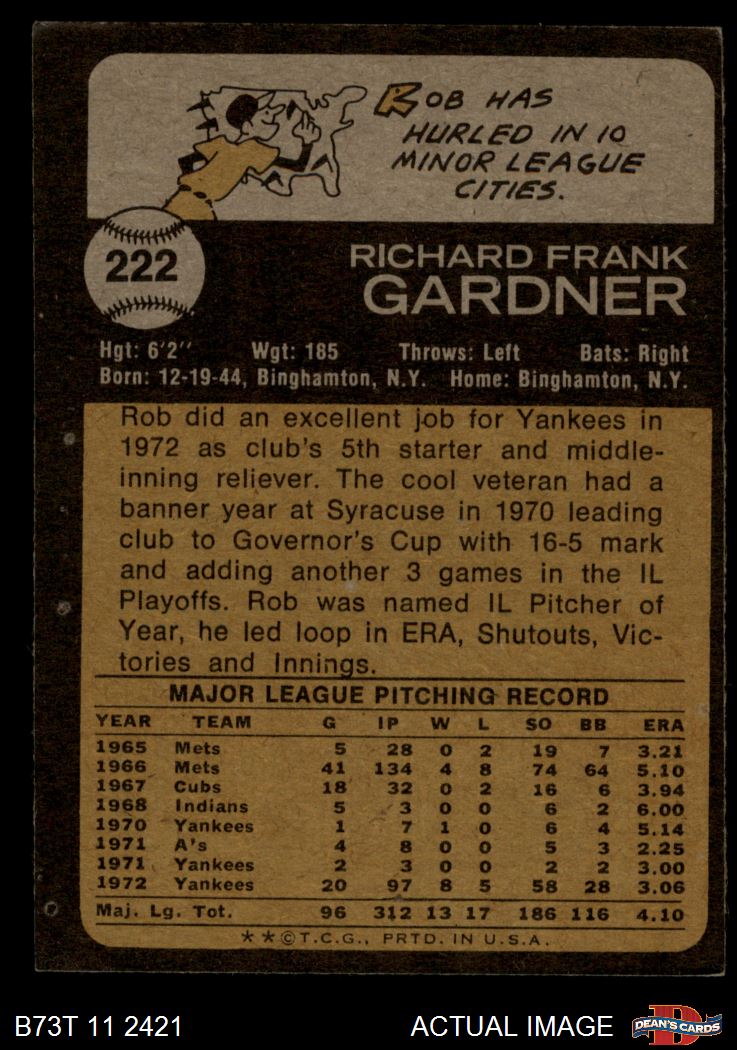 ROB HAS
HURLED IN 10
MINOR LEAGUE
CITIES.
222
RICHARD FRANK
GARDNER
Hgt: 6'2'' Wgt: 185 Throws: Left Bats: Right
Born: 12-19-44, Binghamton, N.Y. Home: Binghamton, N.Y.
Rob did an excellent job for Yankees in
1972 as club's 5th starter and middle-
inning reliever. The cool veteran had a
banner year at Syracuse in 1970 leading
club to Governor's Cup with 16-5 mark
and adding another 3 games in the IL
Playoffs. Rob was named IL Pitcher of
Year, he led loop in ERA, Shutouts, Vic-
tories and Innings.
MAJOR LEAGUE PITCHING RECORD
YEAR TEAM G IP W L SO BB ERA
1965 Mets 5 28 0 2 19 7 3.21
1966 Mets 41 134 4 8 74 64 5.10
1967 Cubs 18 32 0 2 16 6 3.94
1968 Indians 5 3 0 0 6 2 6.00
1970 Yankees 1 7 1 0 6 4 5.14
1971 A's 4 8 0 0 5 3 2.25
1971 Yankees 2 3 0 0 2 2 3.00
1972 Yankees 20 97 8 5 58 28 3.06
Maj. Lg. Tot. 96 312 13 17 186 116 4.10
**©T.C.G., PRTD. IN U.S.A.
B73T 11 2421 ACTUAL IMAGE D DEAN'S CARDS